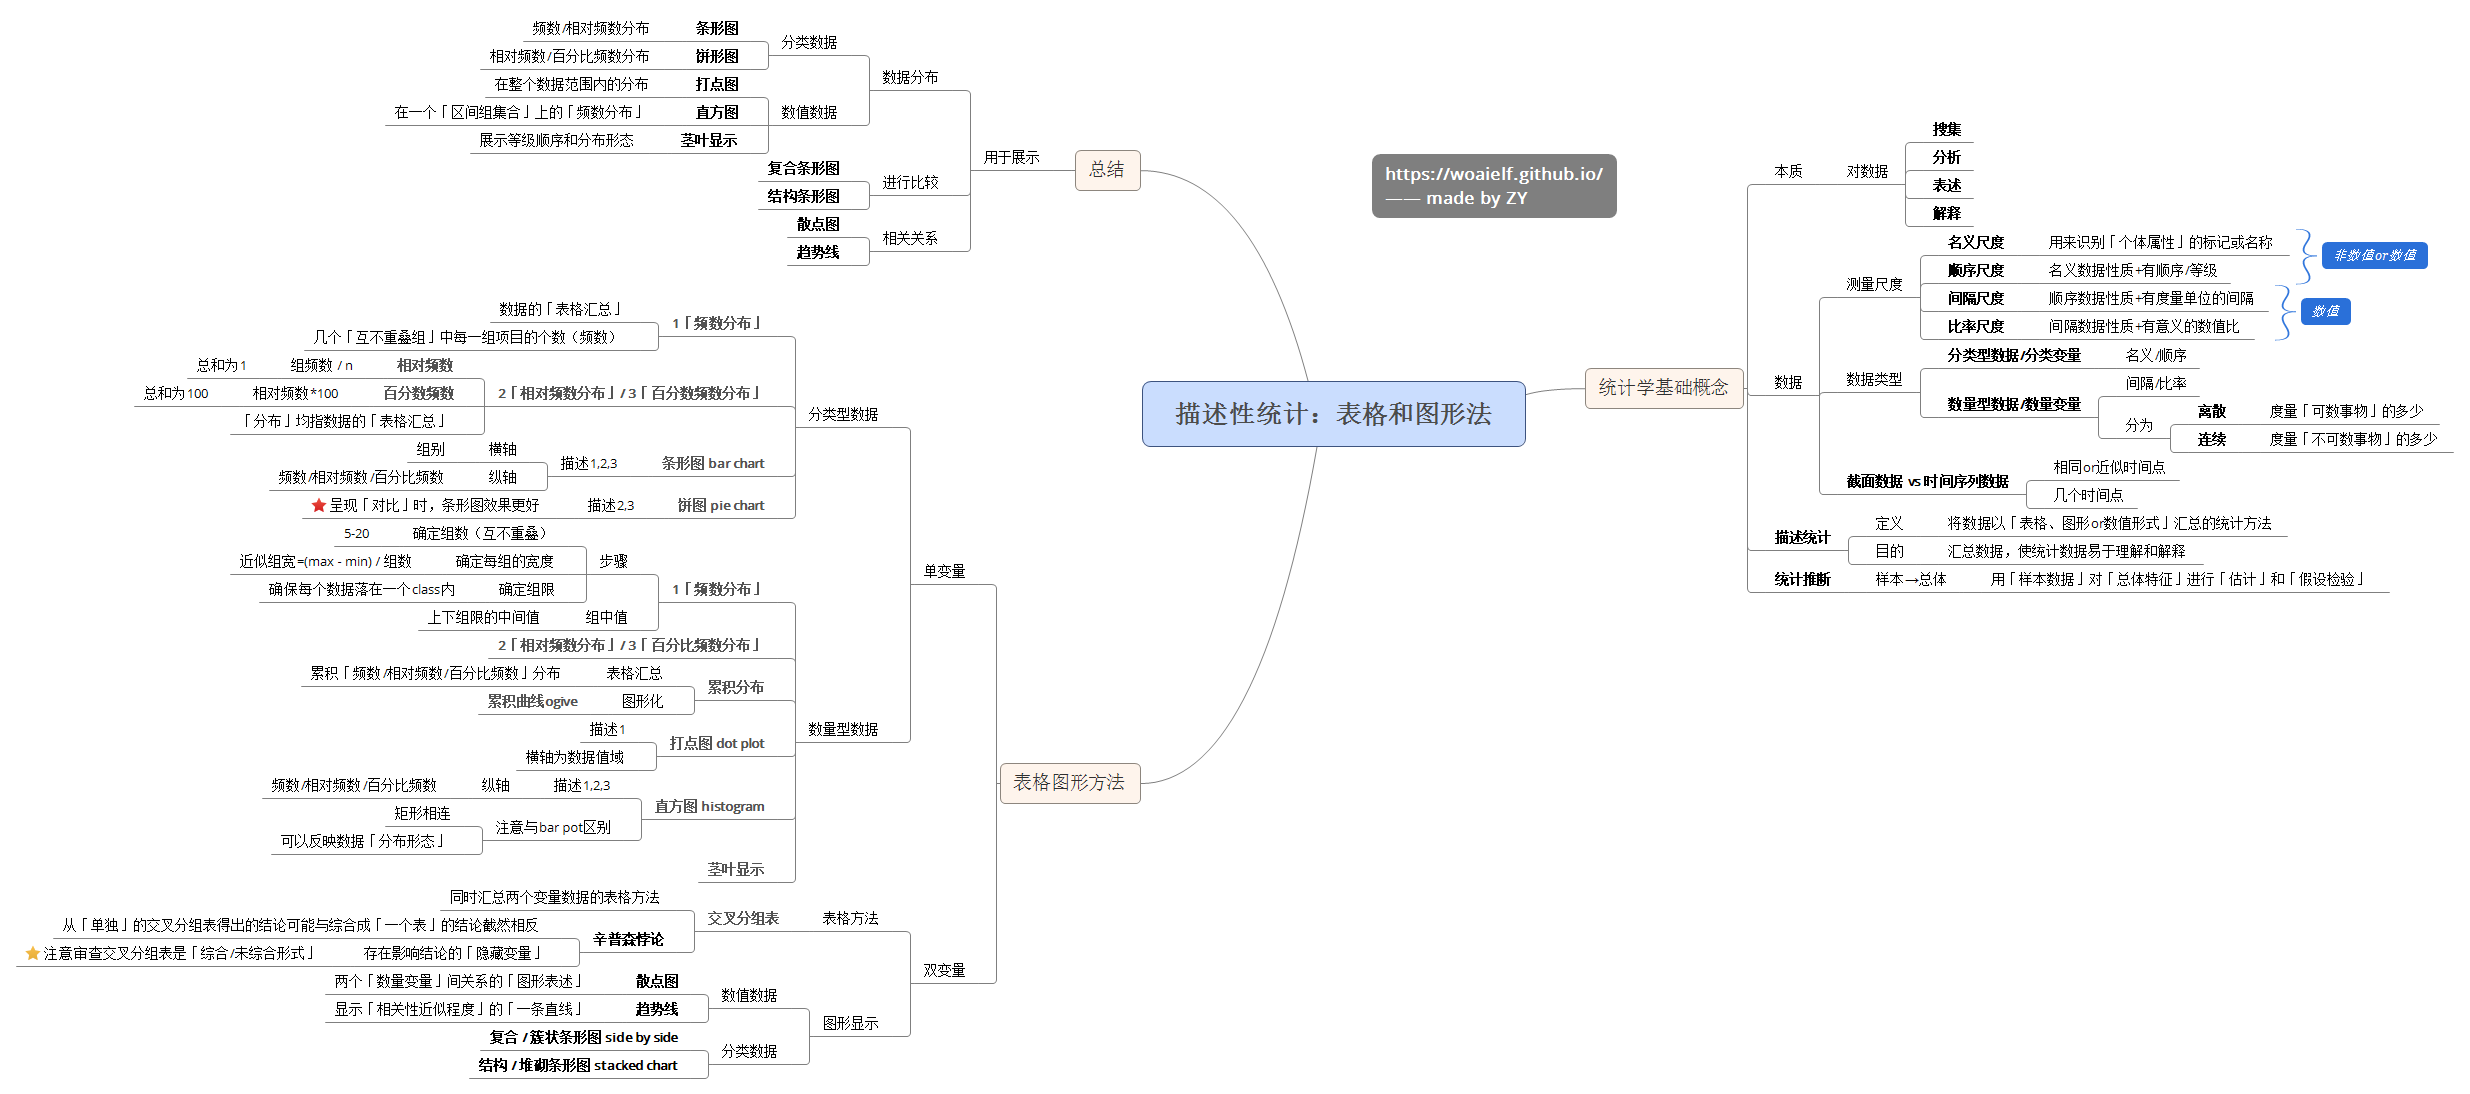 描述性统计：表格和图形法
https://woaielf.github.io/
—— made by ZY
统计学基础概念
本质
对数据
搜集
分析
表述
解释
数据
测量尺度
名义尺度
用来识别「个体属性」的标记或名称
顺序尺度
名义数据性质+有顺序/等级
非数值or数值
间隔尺度
顺序数据性质+有度量单位的间隔
比率尺度
间隔数据性质+有意义的数值比
数值
数据类型
分类型数据/分类变量
名义/顺序
数量型数据/数量变量
间隔/比率
分为
离散
度量「可数事物」的多少
连续
度量「不可数事物」的多少
截面数据 vs 时间序列数据
相同or近似时间点
几个时间点
描述统计
定义
将数据以「表格、图形or数值形式」汇总的统计方法
目的
汇总数据，使统计数据易于理解和解释
统计推断
样本→总体
用「样本数据」对「总体特征」进行「估计」和「假设检验」
表格图形方法
单变量
分类型数据
1「频数分布」
数据的「表格汇总」
几个「互不重叠组」中每一组项目的个数（频数）
2「相对频数分布」/ 3「百分数频数分布」
相对频数
组频数 / n
总和为1
百分数频数
相对频数*100
总和为100
「分布」均指数据的「表格汇总」
条形图 bar chart
描述1,2,3
横轴
组别
纵轴
频数/相对频数/百分比频数
饼图 pie chart
描述2,3
呈现「对比」时，条形图效果更好
数量型数据
1「频数分布」
步骤
确定组数（互不重叠）
5-20
确定每组的宽度
近似组宽=(max - min) / 组数
确定组限
确保每个数据落在一个class内
组中值
上下组限的中间值
2「相对频数分布」/ 3「百分比频数分布」
累积分布
表格汇总
累积「频数/相对频数/百分比频数」分布
图形化
累积曲线ogive
打点图 dot plot
描述1
横轴为数据值域
直方图 histogram
描述1,2,3
纵轴
频数/相对频数/百分比频数
注意与bar pot区别
矩形相连
可以反映数据「分布形态」
茎叶显示
双变量
表格方法
交叉分组表
同时汇总两个变量数据的表格方法
辛普森悖论
从「单独」的交叉分组表得出的结论可能与综合成「一个表」的结论截然相反
存在影响结论的「隐藏变量」
注意审查交叉分组表是「综合/未综合形式」
图形显示
数值数据
散点图
两个「数量变量」间关系的「图形表述」
趋势线
显示「相关性近似程度」的「一条直线」
分类数据
复合 / 簇状条形图 side by side
结构 / 堆砌条形图 stacked chart
总结
用于展示
数据分布
分类数据
条形图
频数/相对频数分布
饼形图
相对频数/百分比频数分布
数值数据
打点图
在整个数据范围内的分布
直方图
在一个「区间组集合」上的「频数分布」
茎叶显示
展示等级顺序和分布形态
进行比较
复合条形图
结构条形图
相关关系
散点图
趋势线